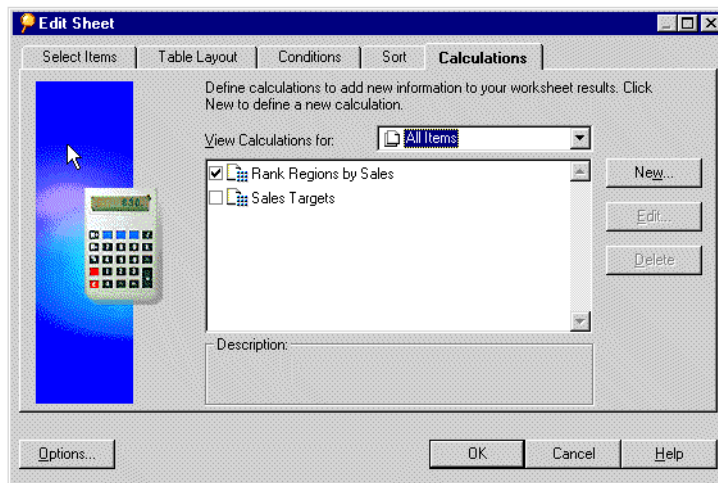 Edit Sheet
Select Items Table Layout Conditions Sort Calculations
Define calculations to add new information to your worksheet results. Click
New to define a new calculation.
View Calculations for: All Items
Rank Regions by Sales
Sales Targets
New...
Edit...
Delete
Description:
Options... OK Cancel Help